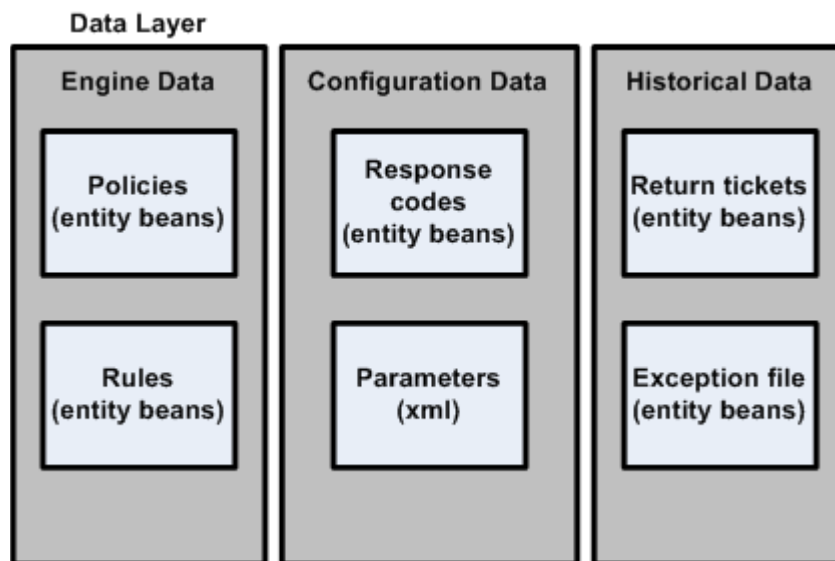 Data Layer
Engine Data
Policies
(entity beans)
Rules
(entity beans)
Configuration Data
Response
codes
(entity beans)
Parameters
(xml)
Historical Data
Return tickets
(entity beans)
Exception file
(entity beans)